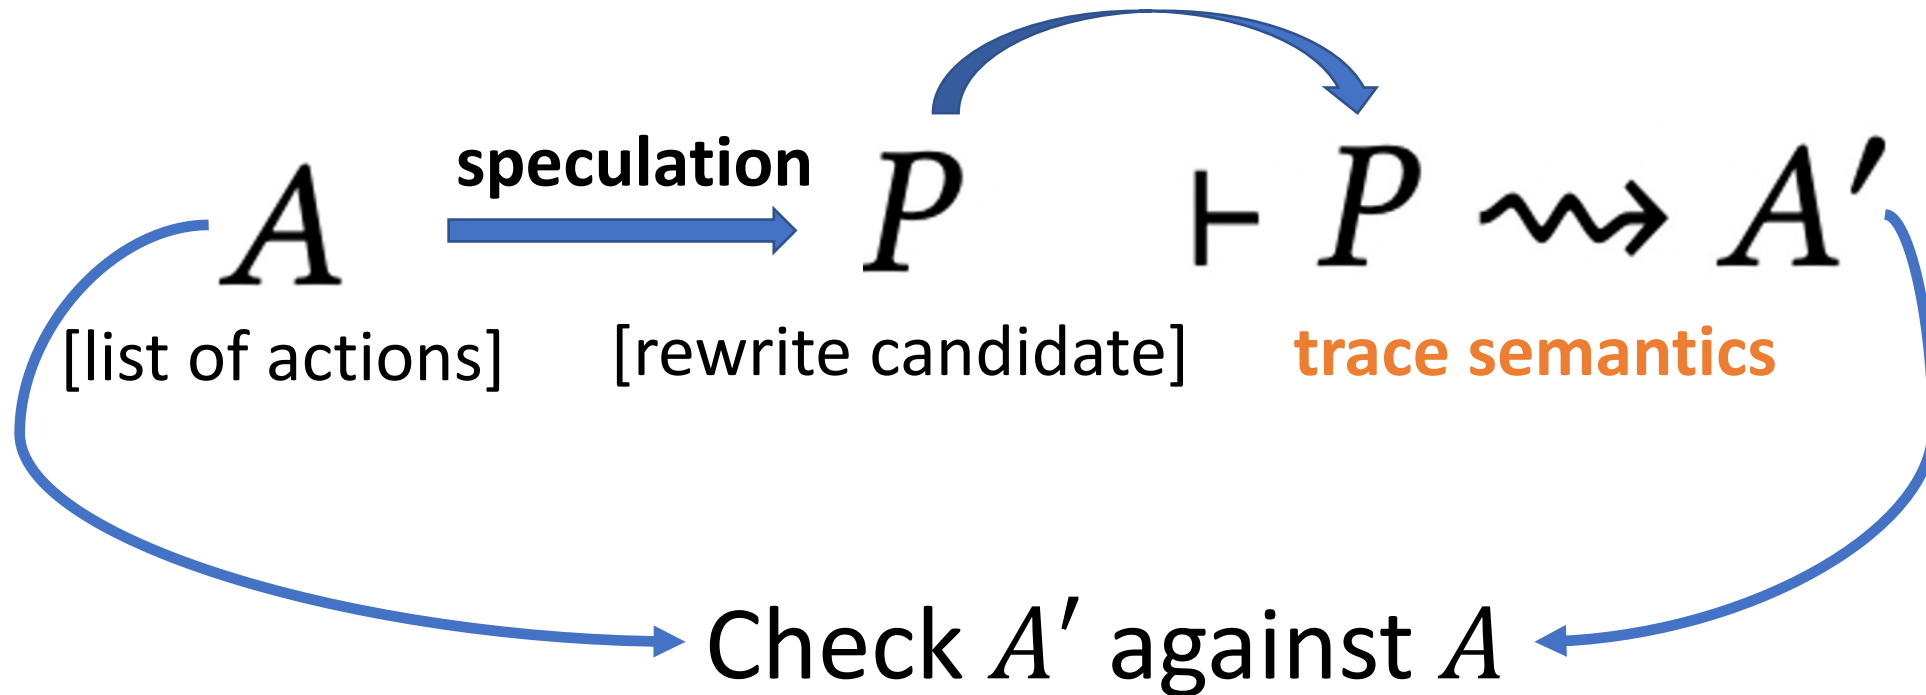 speculation
A P ⊢ P ⇝ A′
[list of actions] [rewrite candidate] trace semantics
Check A′ against A